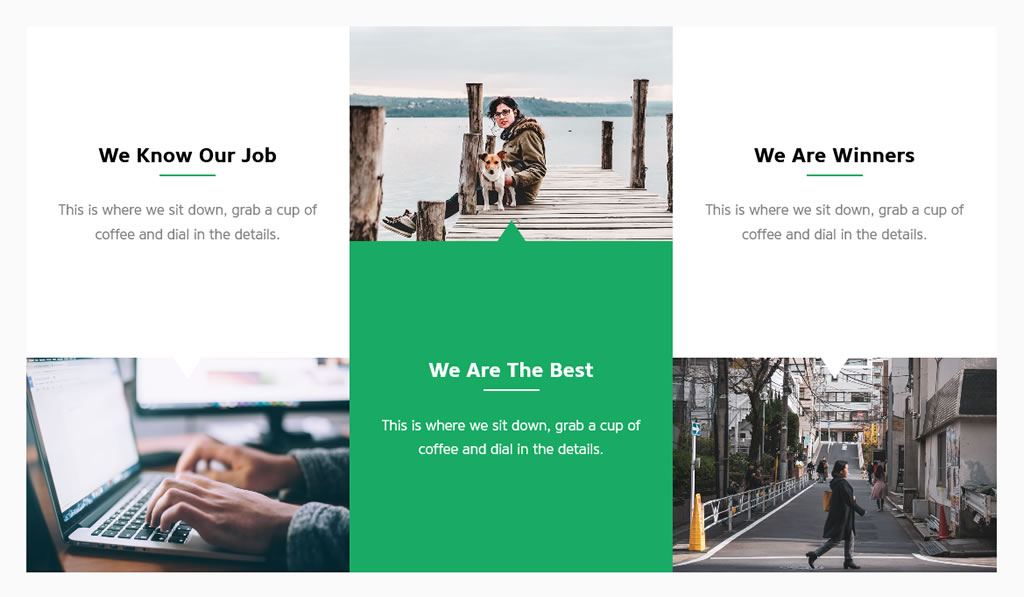 We Know Our Job
This is where we sit down, grab a cup of
coffee and dial in the details.
We Are The Best
This is where we sit down, grab a cup of
coffee and dial in the details.
We Are Winners
This is where we sit down, grab a cup of
coffee and dial in the details.